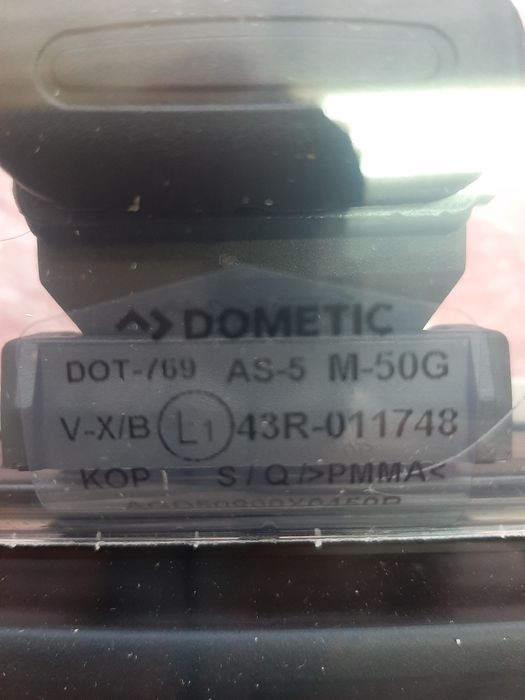 DOMETIC
DOT-769 AS-5 M-50G
V-X/B L1 43R-011748
KOP S / Q />PMMA<